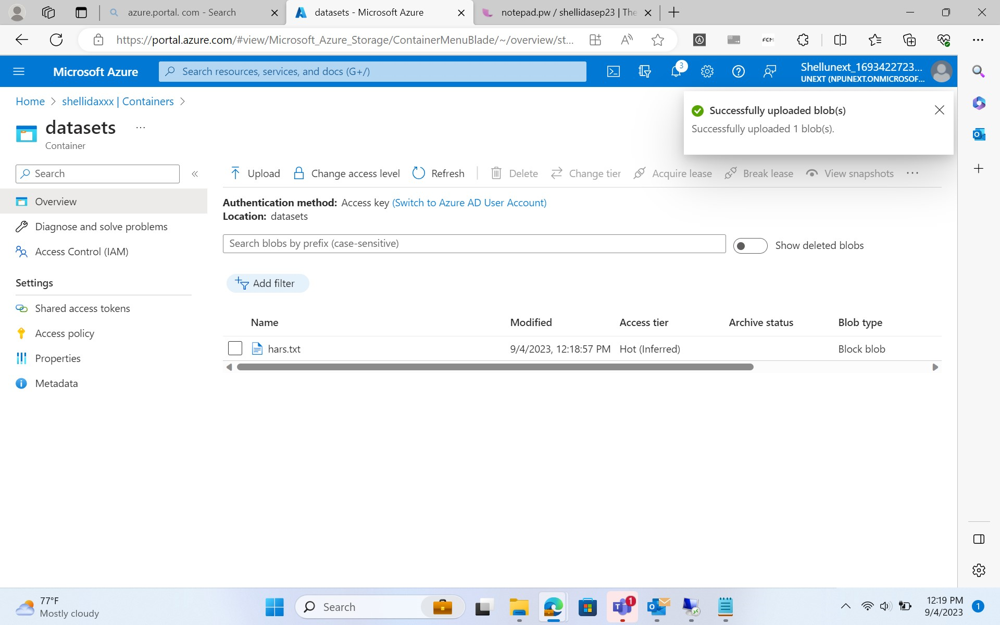 azure.portal. com - Search
datasets - Microsoft Azure
notepad.pw / shellidasep23 | The
https://portal.azure.com/#view/Microsoft_Azure_Storage/ContainerMenuBlade/~/overview/st...
FCM
Microsoft Azure
Search resources, services, and docs (G+/)
3
Shellunext_1693422723...
UNEXT (NPUNEXT.ONMICROSOF...
Home > shellidaxxx | Containers >
Successfully uploaded blob(s)
Successfully uploaded 1 blob(s).
datasets ...
Container
Search
Upload
Change access level
Refresh
Delete
Change tier
Acquire lease
Break lease
View snapshots
Overview
Diagnose and solve problems
Access Control (IAM)
Settings
Shared access tokens
Access policy
Properties
Metadata
Authentication method: Access key (Switch to Azure AD User Account)
Location: datasets
Search blobs by prefix (case-sensitive)
Show deleted blobs
Add filter
Name Modified Access tier Archive status Blob type
hars.txt 9/4/2023, 12:18:57 PM Hot (Inferred) Block blob
77°F
Mostly cloudy
Search
1
12:19 PM
9/4/2023
1